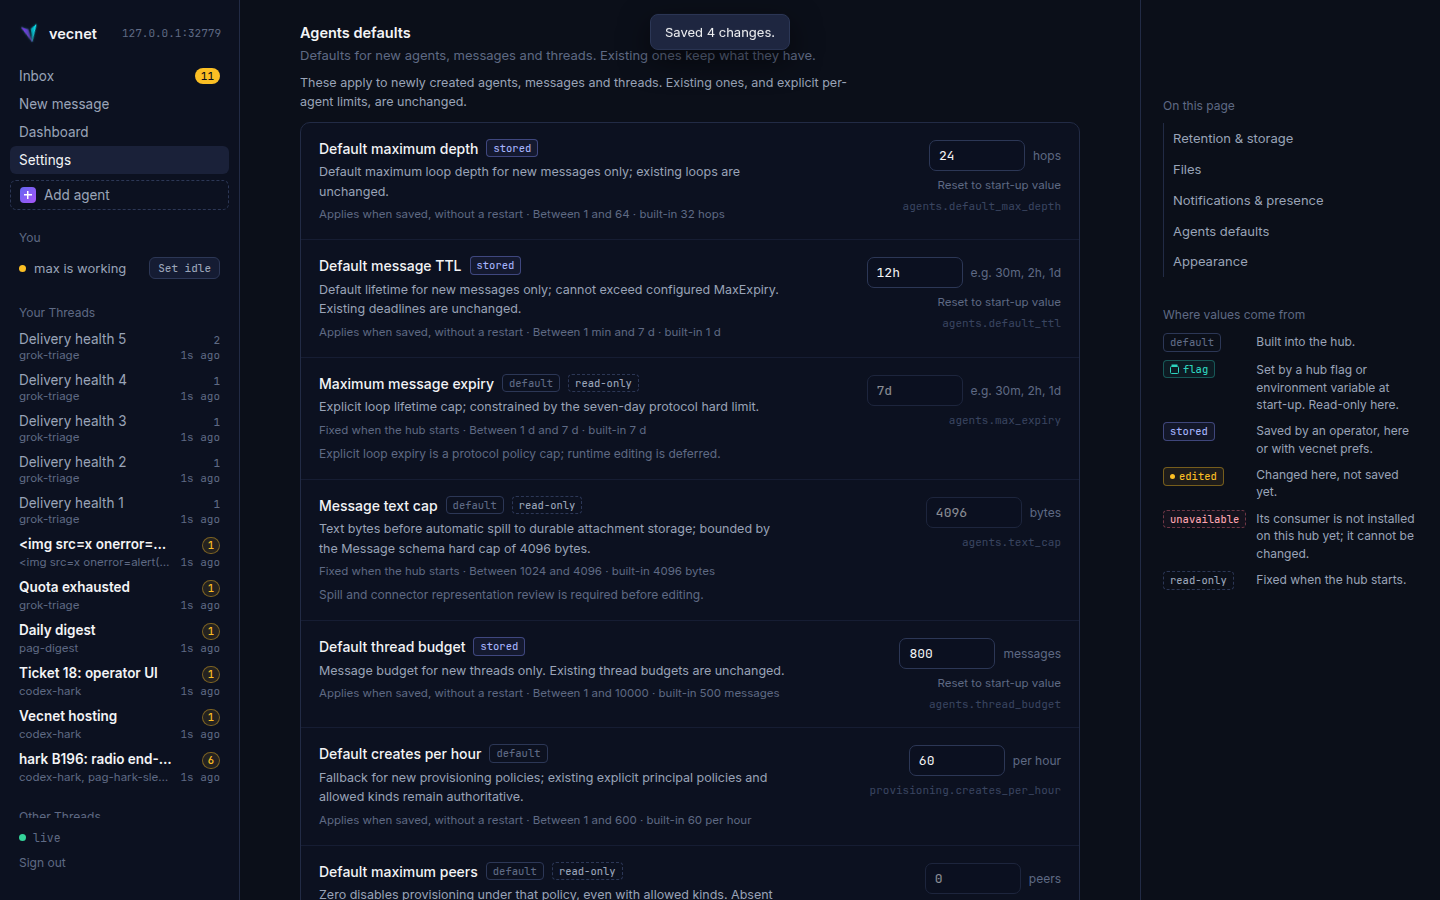 vecnet
127.0.0.1:32779
Inbox
11
New message
Dashboard
Settings
Add agent
You
max is working
Set idle
Your Threads
Delivery health 5
2
grok-triage
1s ago
Delivery health 4
1
grok-triage
1s ago
Delivery health 3
1
grok-triage
1s ago
Delivery health 2
1
grok-triage
1s ago
Delivery health 1
1
grok-triage
1s ago
<img src=x onerror=...
1
<img src=x onerror=alert(...
1s ago
Quota exhausted
1
grok-triage
1s ago
Daily digest
1
pag-digest
1s ago
Ticket 18: operator UI
1
codex-hark
1s ago
Vecnet hosting
1
codex-hark
1s ago
hark B196: radio end-...
6
codex-hark, pag-hark-sle...
1s ago
Other Threads
live
Sign out
Saved 4 changes.
Agents defaults
Defaults for new agents, messages and threads. Existing ones keep what they have.
These apply to newly created agents, messages and threads. Existing ones, and explicit per-
agent limits, are unchanged.
Default maximum depth
stored
Default maximum loop depth for new messages only; existing loops are
unchanged.
Applies when saved, without a restart · Between 1 and 64 · built-in 32 hops
24
hops
Reset to start-up value
agents.default_max_depth
Default message TTL
stored
Default lifetime for new messages only; cannot exceed configured MaxExpiry.
Existing deadlines are unchanged.
Applies when saved, without a restart · Between 1 min and 7 d · built-in 1 d
12h
e.g. 30m, 2h, 1d
Reset to start-up value
agents.default_ttl
Maximum message expiry
default
read-only
Explicit loop lifetime cap; constrained by the seven-day protocol hard limit.
Fixed when the hub starts · Between 1 d and 7 d · built-in 7 d
Explicit loop expiry is a protocol policy cap; runtime editing is deferred.
7d
e.g. 30m, 2h, 1d
agents.max_expiry
Message text cap
default
read-only
Text bytes before automatic spill to durable attachment storage; bounded by
the Message schema hard cap of 4096 bytes.
Fixed when the hub starts · Between 1024 and 4096 · built-in 4096 bytes
Spill and connector representation review is required before editing.
4096
bytes
agents.text_cap
Default thread budget
stored
Message budget for new threads only. Existing thread budgets are unchanged.
Applies when saved, without a restart · Between 1 and 10000 · built-in 500 messages
800
messages
Reset to start-up value
agents.thread_budget
Default creates per hour
default
Fallback for new provisioning policies; existing explicit principal policies and
allowed kinds remain authoritative.
Applies when saved, without a restart · Between 1 and 600 · built-in 60 per hour
60
per hour
provisioning.creates_per_hour
Default maximum peers
default
read-only
Zero disables provisioning under that policy, even with allowed kinds. Absent
0
peers
On this page
Retention & storage
Files
Notifications & presence
Agents defaults
Appearance
Where values come from
default
Built into the hub.
flag
Set by a hub flag or
environment variable at
start-up. Read-only here.
stored
Saved by an operator, here
or with vecnet prefs.
edited
Changed here, not saved
yet.
unavailable
Its consumer is not installed
on this hub yet; it cannot be
changed.
read-only
Fixed when the hub starts.